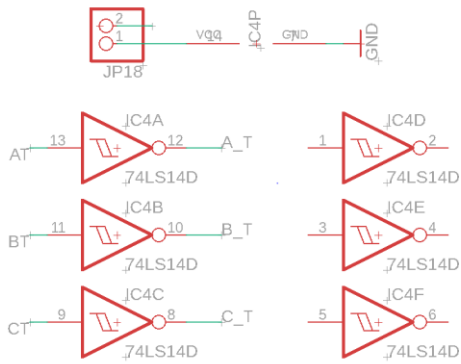 2
1
JP18
VCC
14
IC4P
GND
7
GND
IC4A
AT 13 12 A_T
74LS14D
IC4D
1 2
74LS14D
IC4B
BT 11 10 B_T
74LS14D
IC4E
3 4
74LS14D
IC4C
CT 9 8 C_T
74LS14D
IC4F
5 6
74LS14D